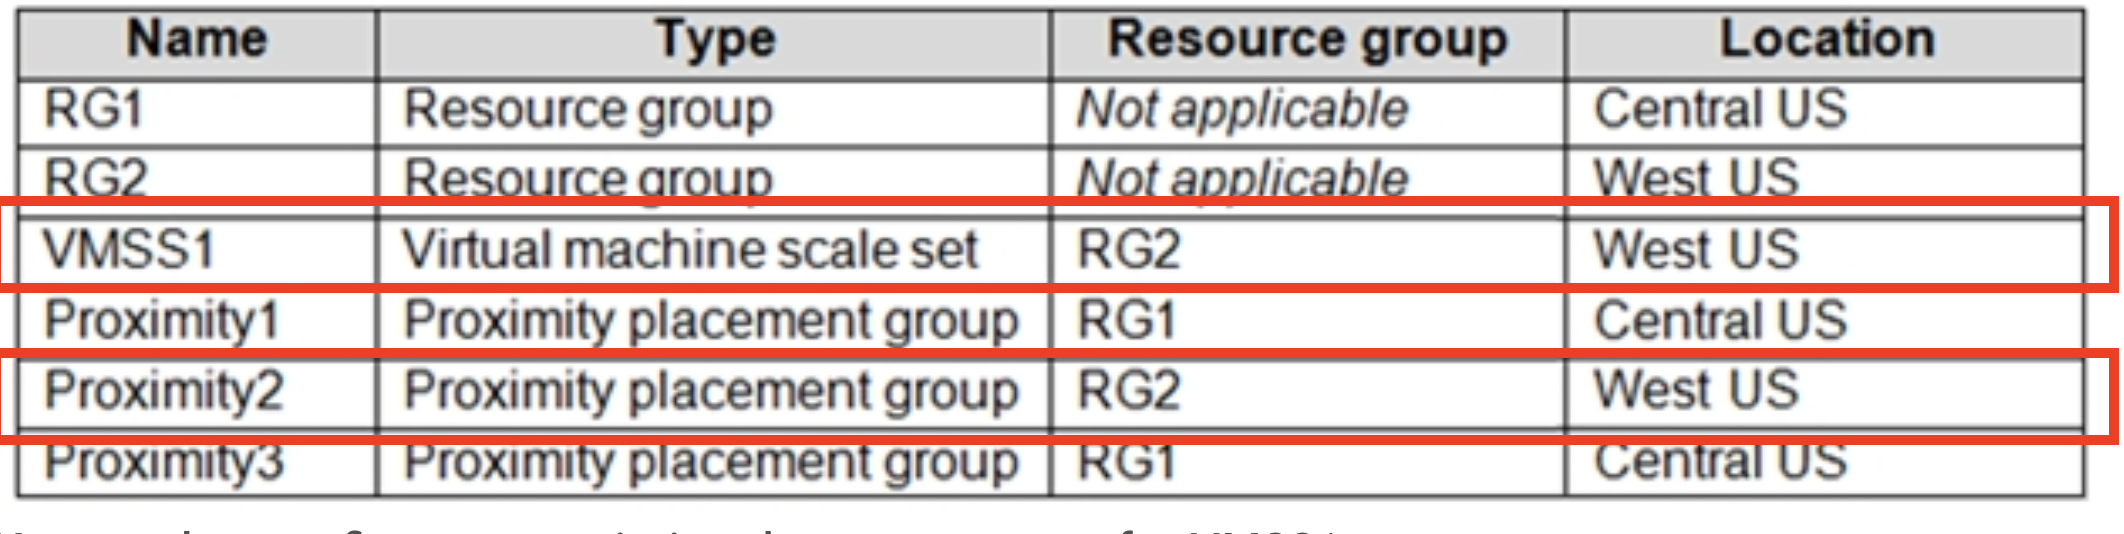 Name Type Resource group Location
RG1 Resource group Not applicable Central US
RG2 Resource group Not applicable West US
VMSS1 Virtual machine scale set RG2 West US
Proximity1 Proximity placement group RG1 Central US
Proximity2 Proximity placement group RG2 West US
Proximity3 Proximity placement group RG1 Central US